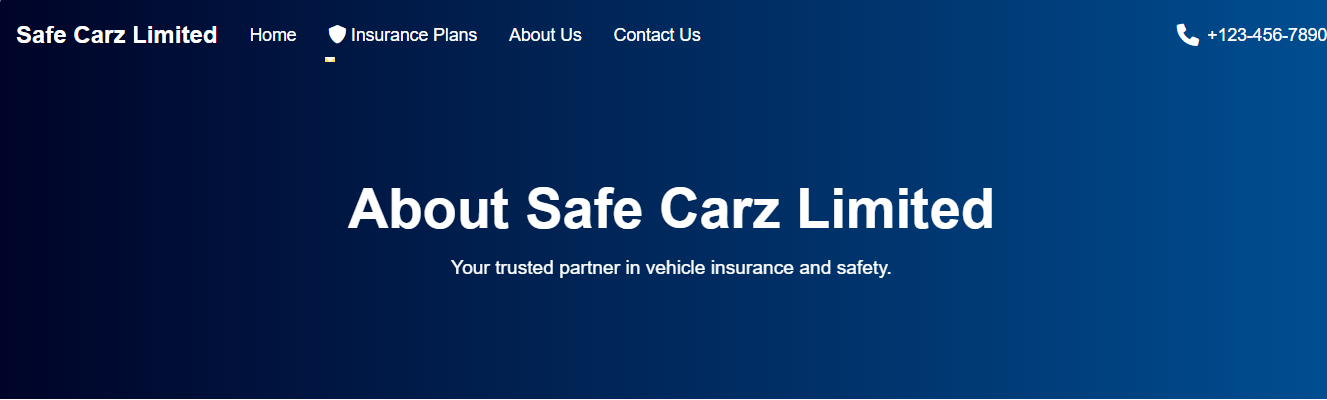 Safe Carz Limited Home Insurance Plans About Us Contact Us +123-456-7890
About Safe Carz Limited
Your trusted partner in vehicle insurance and safety.